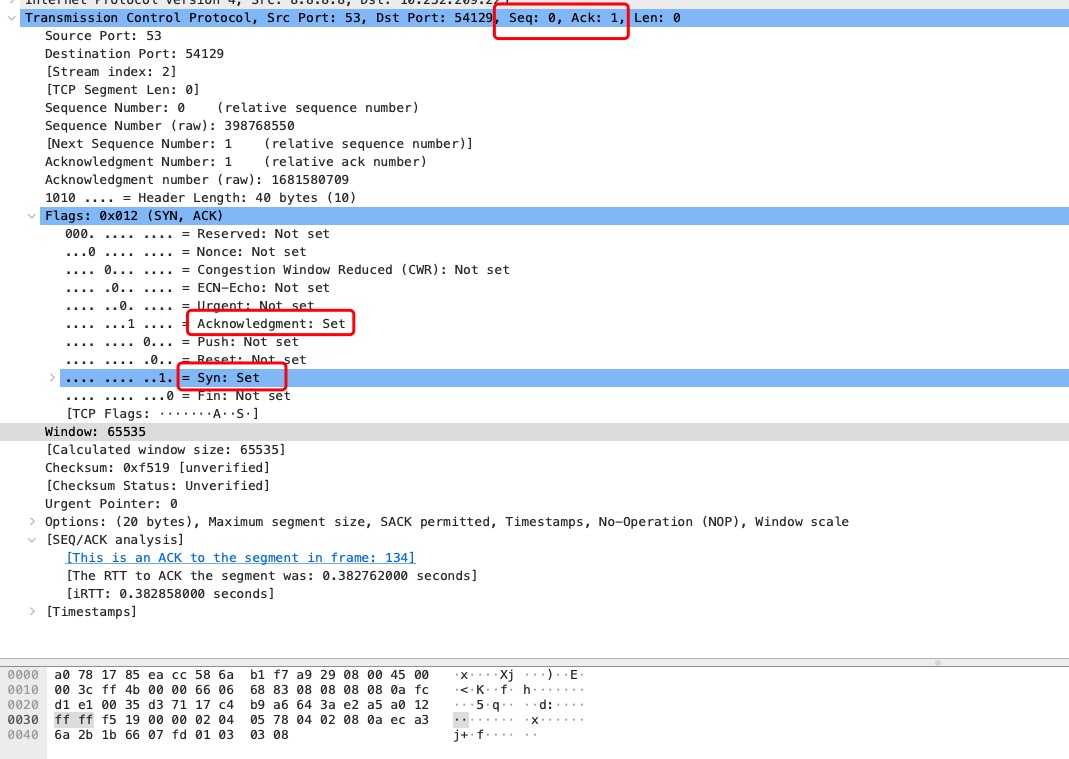 Internet Protocol Version 4, Src: 8.8.8.8, Dst: 10.252.209.225
Transmission Control Protocol, Src Port: 53, Dst Port: 54129, Seq: 0, Ack: 1, Len: 0
Source Port: 53
Destination Port: 54129
[Stream index: 2]
[TCP Segment Len: 0]
Sequence Number: 0    (relative sequence number)
Sequence Number (raw): 398768550
[Next Sequence Number: 1    (relative sequence number)]
Acknowledgment Number: 1    (relative ack number)
Acknowledgment number (raw): 1681580709
1010 .... = Header Length: 40 bytes (10)
Flags: 0x012 (SYN, ACK)
000. .... .... = Reserved: Not set
...0 .... .... = Nonce: Not set
.... 0... .... = Congestion Window Reduced (CWR): Not set
.... .0.. .... = ECN-Echo: Not set
.... ..0. .... = Urgent: Not set
.... ...1 .... = Acknowledgment: Set
.... .... 0... = Push: Not set
.... .... .0.. = Reset: Not set
.... .... ..1. = Syn: Set
.... .... ...0 = Fin: Not set
[TCP Flags: ·······A··S·]
Window: 65535
[Calculated window size: 65535]
Checksum: 0xf519 [unverified]
[Checksum Status: Unverified]
Urgent Pointer: 0
Options: (20 bytes), Maximum segment size, SACK permitted, Timestamps, No-Operation (NOP), Window scale
[SEQ/ACK analysis]
[This is an ACK to the segment in frame: 134]
[The RTT to ACK the segment was: 0.382762000 seconds]
[iRTT: 0.382858000 seconds]
[Timestamps]
0000 a0 78 17 85 ea cc 58 6a b1 f7 a9 29 08 00 45 00 ·x····Xj ···)··E·
0010 00 3c ff 4b 00 00 66 06 68 83 08 08 08 08 0a fc ·<·K··f· h·······
0020 d1 e1 00 35 d3 71 17 c4 b9 a6 64 3a e2 a5 a0 12 ···5·q·· ··d:····
0030 ff ff f5 19 00 00 02 04 05 78 04 02 08 0a ec a3 ········ ·x······
0040 6a 2b 1b 66 07 fd 01 03 03 08 j+·f···· ··